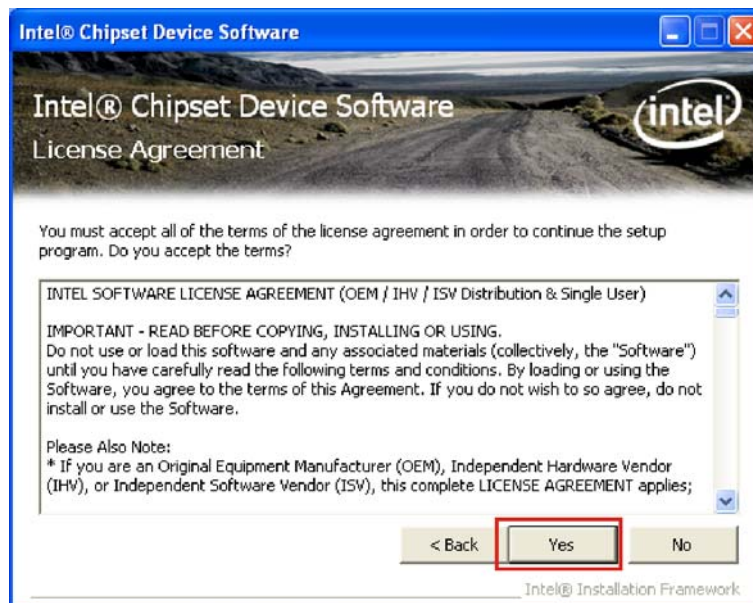 Intel® Chipset Device Software
Intel® Chipset Device Software
License Agreement
intel
You must accept all of the terms of the license agreement in order to continue the setup
program. Do you accept the terms?
INTEL SOFTWARE LICENSE AGREEMENT (OEM / IHV / ISV Distribution & Single User)
IMPORTANT - READ BEFORE COPYING, INSTALLING OR USING.
Do not use or load this software and any associated materials (collectively, the "Software")
until you have carefully read the following terms and conditions. By loading or using the
Software, you agree to the terms of this Agreement. If you do not wish to so agree, do not
install or use the Software.
Please Also Note:
* If you are an Original Equipment Manufacturer (OEM), Independent Hardware Vendor
(IHV), or Independent Software Vendor (ISV), this complete LICENSE AGREEMENT applies;
< Back Yes No
Intel® Installation Framework